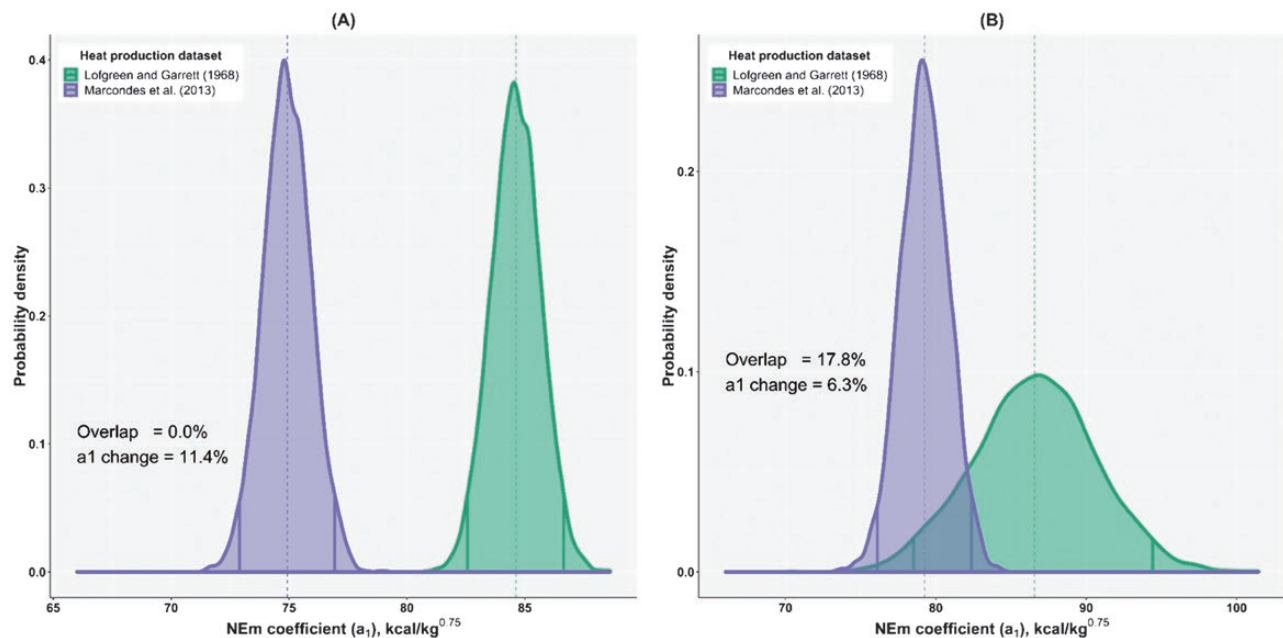 (A)
Heat production dataset
Lofgreen and Garrett (1968)
Marcondes et al. (2013)
Probability density
0.4
0.3
0.2
0.1
0.0
Overlap = 0.0%
a1 change = 11.4%
65 70 75 80 85
NEm coefficient (a₁), kcal/kg⁰·⁷⁵
(B)
Heat production dataset
Lofgreen and Garrett (1968)
Marcondes et al. (2013)
Probability density
0.2
0.1
0.0
Overlap = 17.8%
a1 change = 6.3%
70 80 90 100
NEm coefficient (a₁), kcal/kg⁰·⁷⁵